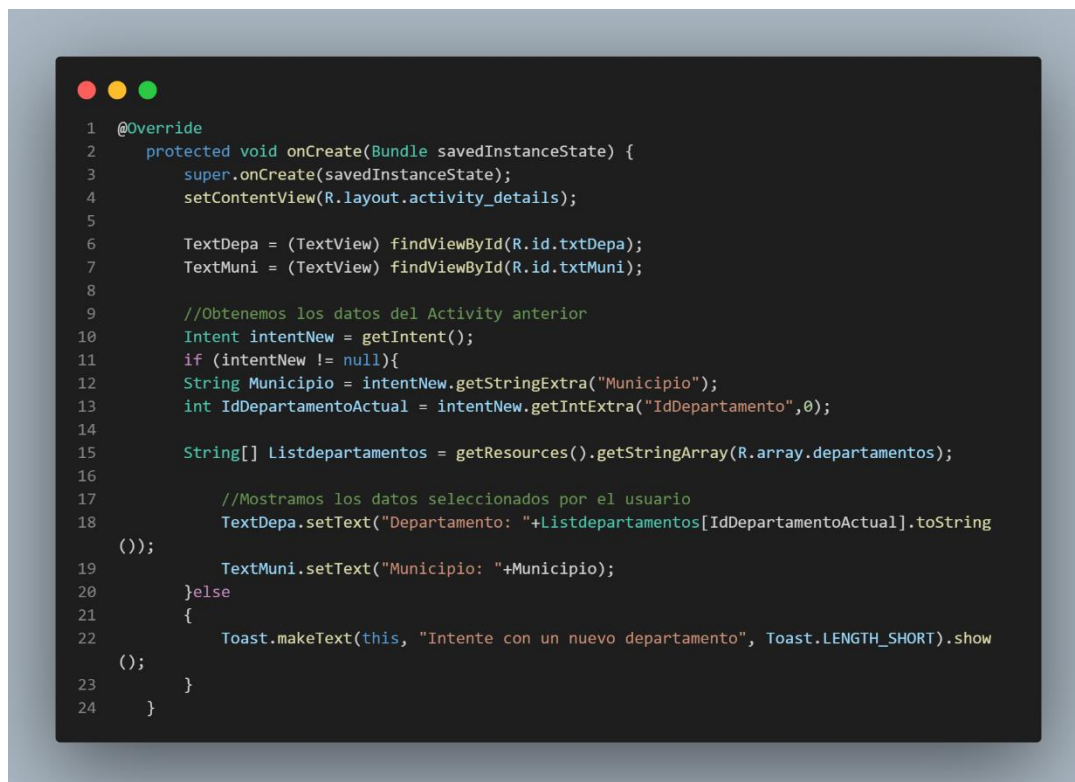 1 @Override
2 protected void onCreate(Bundle savedInstanceState) {
3 super.onCreate(savedInstanceState);
4 setContentView(R.layout.activity_details);
5
6 TextDepa = (TextView) findViewById(R.id.txtDepa);
7 TextMuni = (TextView) findViewById(R.id.txtMuni);
8
9 //Obtenemos los datos del Activity anterior
10 Intent intentNew = getIntent();
11 if (intentNew != null){
12 String Municipio = intentNew.getStringExtra("Municipio");
13 int IdDepartamentoActual = intentNew.getIntExtra("IdDepartamento",0);
14
15 String[] Listdepartamentos = getResources().getStringArray(R.array.departamentos);
16
17 //Mostramos los datos seleccionados por el usuario
18 TextDepa.setText("Departamento: "+Listdepartamentos[IdDepartamentoActual].toString
());
19 TextMuni.setText("Municipio: "+Municipio);
20 }else
21 {
22 Toast.makeText(this, "Intente con un nuevo departamento", Toast.LENGTH_SHORT).show
();
23 }
24 }